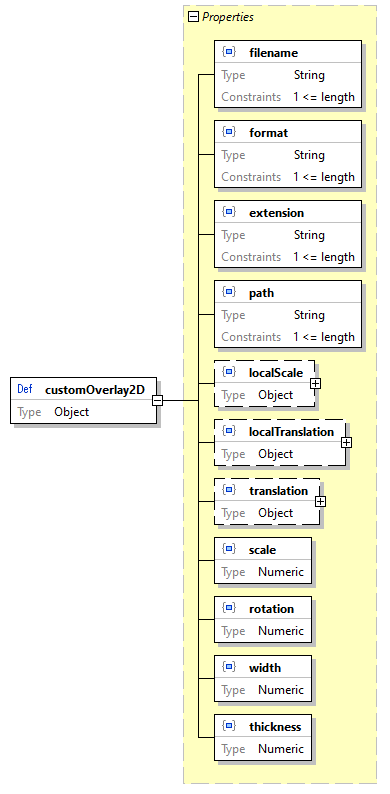 Properties
filename
Type String
Constraints 1 <= length
format
Type String
Constraints 1 <= length
extension
Type String
Constraints 1 <= length
path
Type String
Constraints 1 <= length
Def customOverlay2D
Type Object
localScale
Type Object
localTranslation
Type Object
translation
Type Object
scale
Type Numeric
rotation
Type Numeric
width
Type Numeric
thickness
Type Numeric